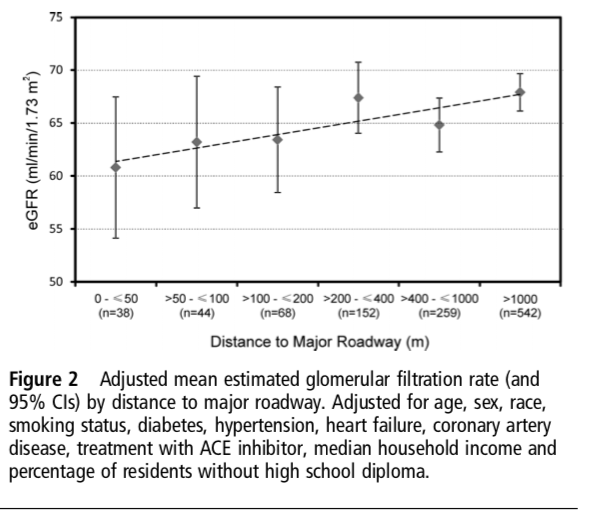 75
70
65
60
55
50
eGFR (ml/min/1.73 m²)
0 - ⩽50 >50 - ⩽100 >100 - ⩽200 >200 - ⩽400 >400 - ⩽1000 >1000
(n=38) (n=44) (n=68) (n=152) (n=259) (n=542)
Distance to Major Roadway (m)
Figure 2 Adjusted mean estimated glomerular filtration rate (and
95% CIs) by distance to major roadway. Adjusted for age, sex, race,
smoking status, diabetes, hypertension, heart failure, coronary artery
disease, treatment with ACE inhibitor, median household income and
percentage of residents without high school diploma.